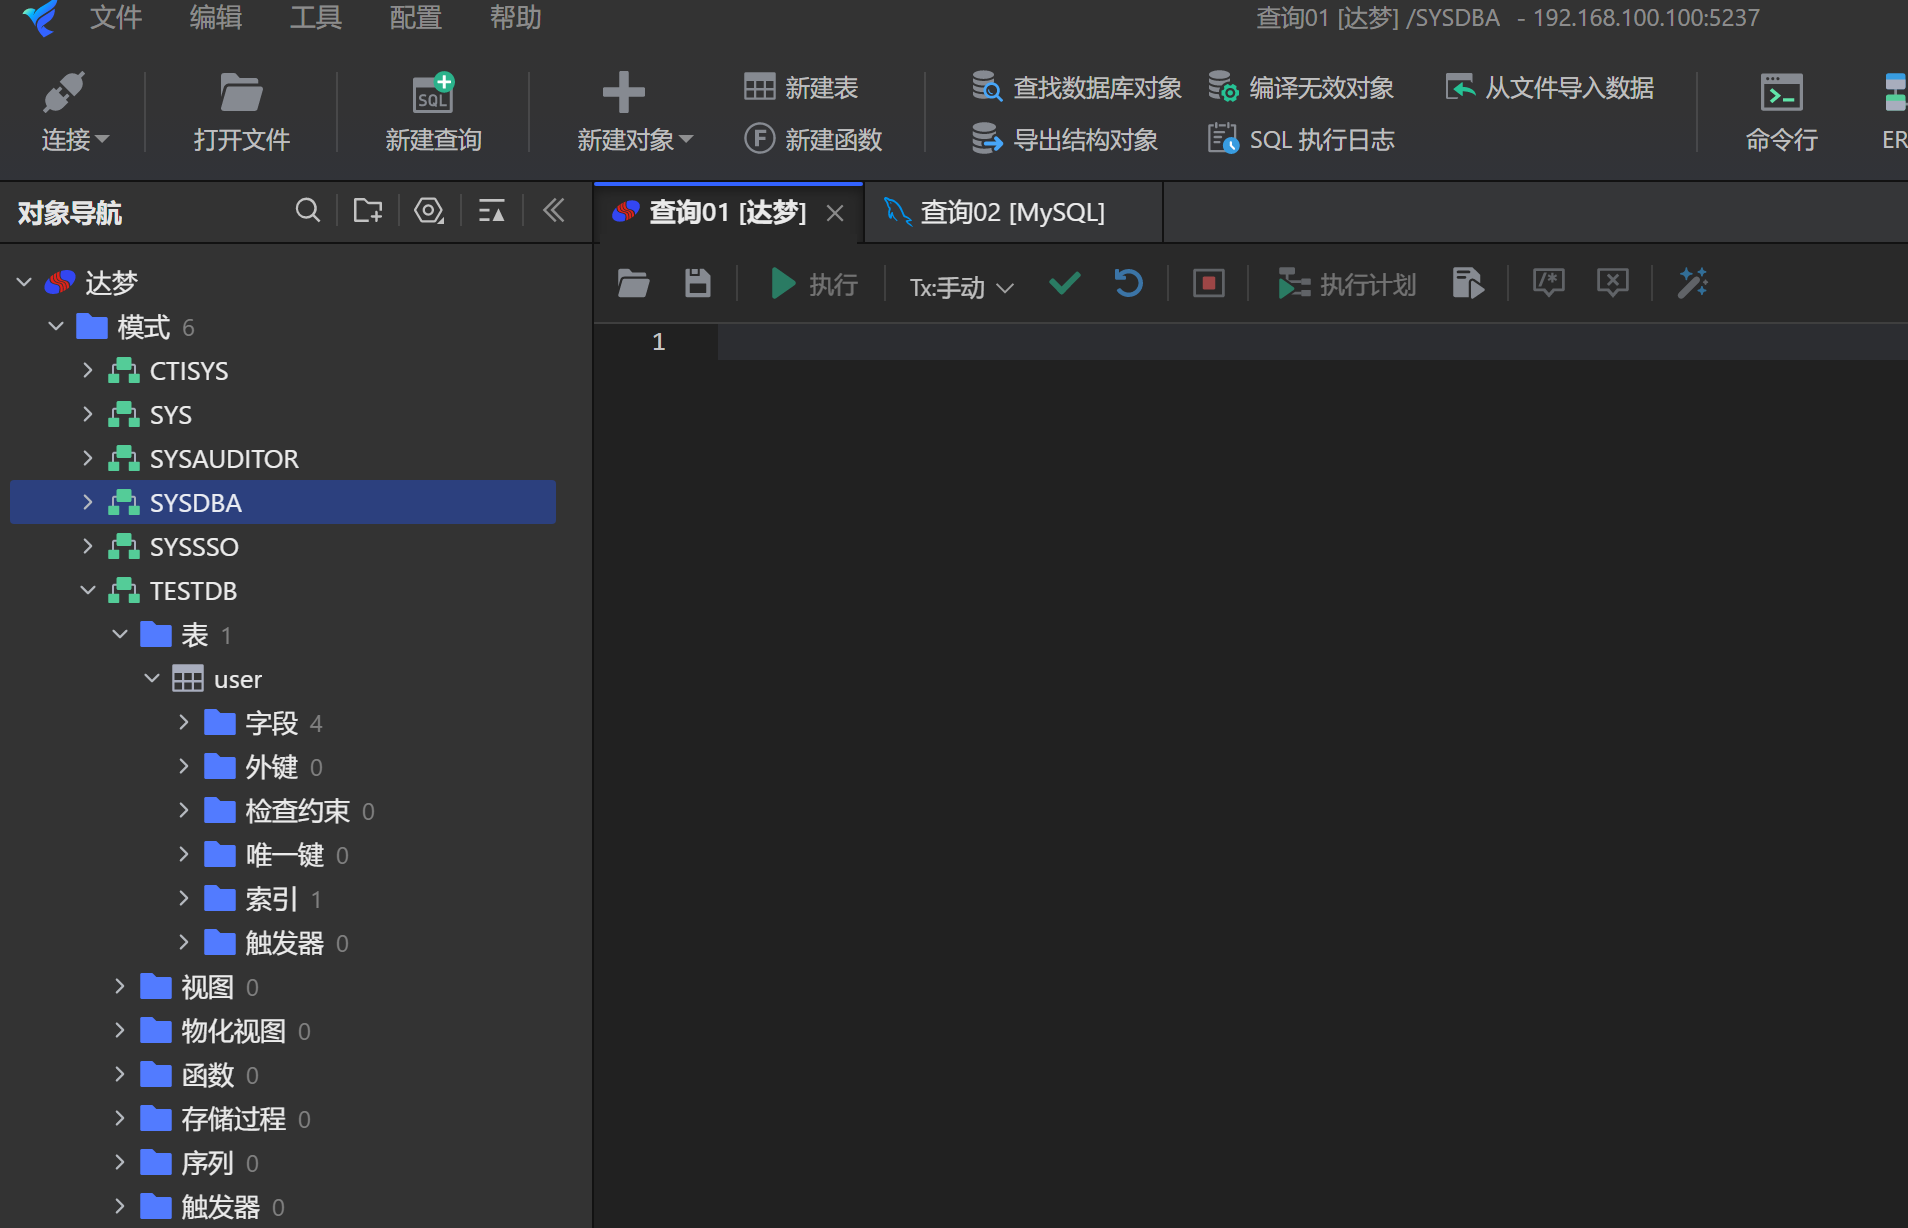 文件 编辑 工具 配置 帮助 查询01 [达梦] /SYSDBA - 192.168.100.100:5237
连接 打开文件 SQL 新建查询 新建对象
新建表 查找数据库对象 编译无效对象 从文件导入数据
F 新建函数 导出结构对象 SQL 执行日志 命令行 ER
对象导航 查询01 [达梦] 查询02 [MySQL]
执行 Tx:手动 执行计划
1
达梦
模式 6
CTISYS
SYS
SYSAUDITOR
SYSDBA
SYSSSO
TESTDB
表 1
user
字段 4
外键 0
检查约束 0
唯一键 0
索引 1
触发器 0
视图 0
物化视图 0
函数 0
存储过程 0
序列 0
触发器 0